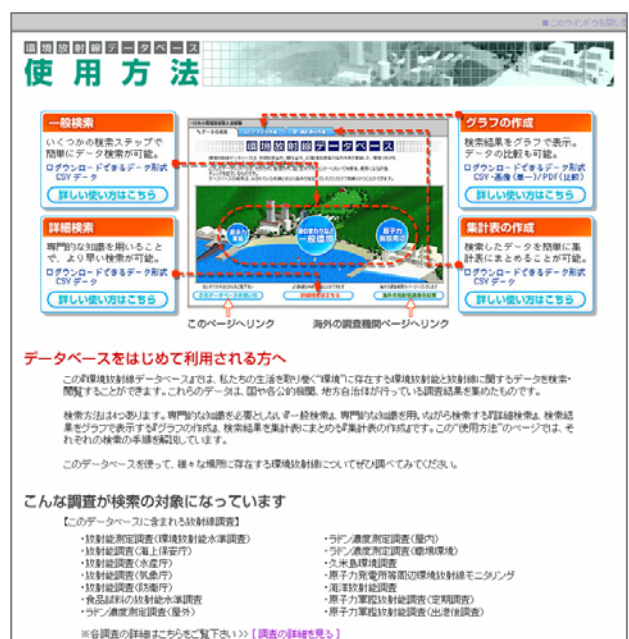 ■このウインドウを閉じる
環境放射線データベース
使用方法
一般検索
いくつかの検索ステップで
簡単にデータ検索が可能。
ロダウンロードできるデータ形式
CSV データ
詳しい使い方はこちら
詳細検索
専門的な知識を用いること
で、より早い検索が可能。
ロダウンロードできるデータ形式
CSV データ
詳しい使い方はこちら
環境放射線データベース
身のまわりなど
一般環境
原子力
施設周辺
このページへリンク
海外の調査機関ページへリンク
グラフの作成
検索結果をグラフで表示。
データの比較も可能。
ロダウンロードできるデータ形式
CSV・画像(単一)/PDF(比較)
詳しい使い方はこちら
集計表の作成
検索したデータを簡単に集
計表にまとめることが可能。
ロダウンロードできるデータ形式
CSV データ
詳しい使い方はこちら
データベースをはじめて利用される方へ
この『環境放射線データベース』では、私たちの生活を取り巻く"環境"に存在する環境放射能と放射線に関するデータを検索・
閲覧することができます。これらのデータは、国や各公的機関、地方自治体が行っている調査結果を集めたものです。
検索方法は4つあります。専門的な知識を必要としない『一般検索』、専門的な知識を用いながら検索する『詳細検索』、検索結
果をグラフで表示する『グラフの作成』、検索結果を集計表にまとめる『集計表の作成』です。この"使用方法"のページでは、そ
れぞれの検索の手順を解説しています。
このデータベースを使って、様々な場所に存在する環境放射線についてぜひ調べてみてください。
こんな調査が検索の対象になっています
【このデータベースに含まれる放射線調査】
・放射能測定調査(環境放射能水準調査)
・放射能調査(海上保安庁)
・放射能調査(水産庁)
・放射能調査(気象庁)
・放射能調査(防衛庁)
・食品試料の放射能水準調査
・ラドン濃度測定調査(屋外)
・ラドン濃度測定調査(屋内)
・ラドン濃度測定調査(職場環境)
・久米島環境調査
・原子力発電所等周辺環境放射線モニタリング
・海洋放射能調査
・原子力軍艦放射能調査(定期調査)
・原子力軍艦放射能調査(出港後調査)
※各調査の詳細はこちらをご覧下さい>>[調査の詳細を見る]